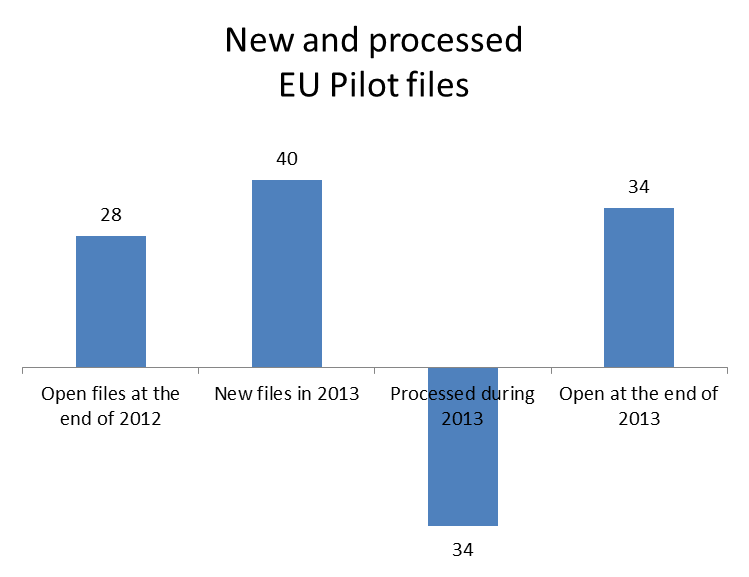 New and processed
EU Pilot files
28
40
34
Open files at the
end of 2012
New files in 2013
Processed during
2013
Open at the end of
2013
34